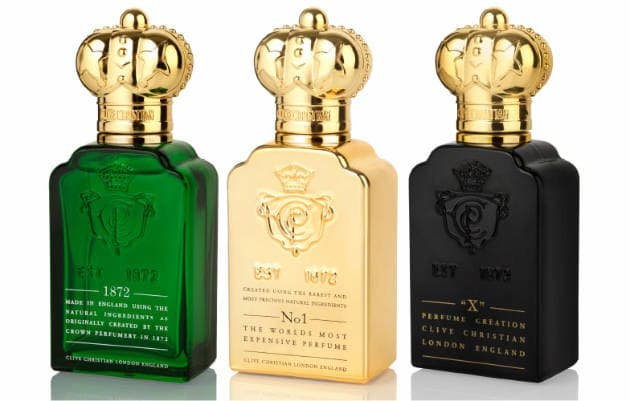 CLIVE CHRISTIAN
EST 1872
1872
MADE IN ENGLAND USING THE
NATURAL INGREDIENTS AS
ORIGINALLY CREATED BY THE
CROWN PERFUMERY IN 1872
CLIVE CHRISTIAN LONDON ENGLAND
CLIVE CHRISTIAN
EST 1872
CREATED USING THE RAREST AND
MOST PRECIOUS NATURAL INGREDIENTS
No1
THE WORLDS MOST
EXPENSIVE PERFUME
CLIVE CHRISTIAN LONDON ENGLAND
EST 1872
"X"
PERFUME CREATION
CLIVE CHRISTIAN
LONDON ENGLAND